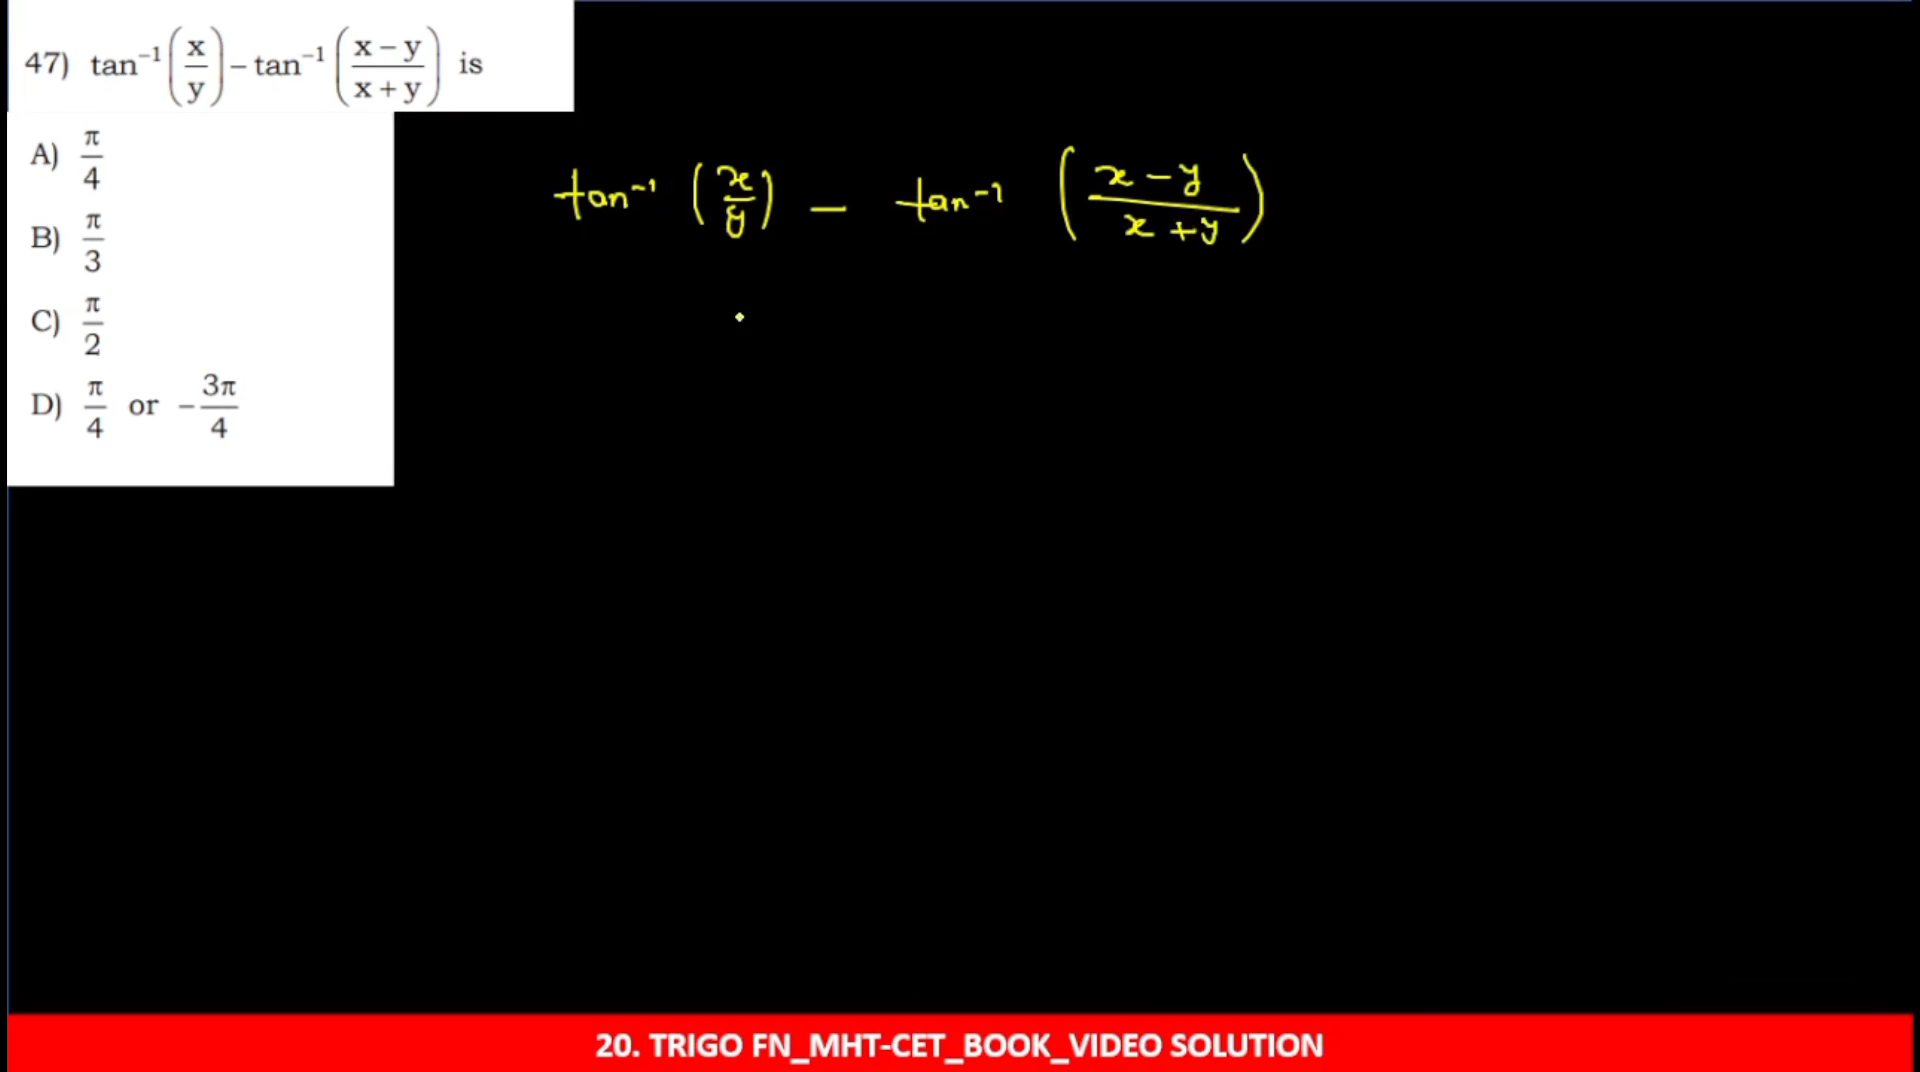 47) tan⁻¹(x/y) – tan⁻¹((x – y)/(x + y)) is
A) π/4
B) π/3
C) π/2
D) π/4 or –3π/4
tan⁻¹(x/y) – tan⁻¹((x – y)/(x + y))
20. TRIGO FN_MHT-CET_BOOK_VIDEO SOLUTION